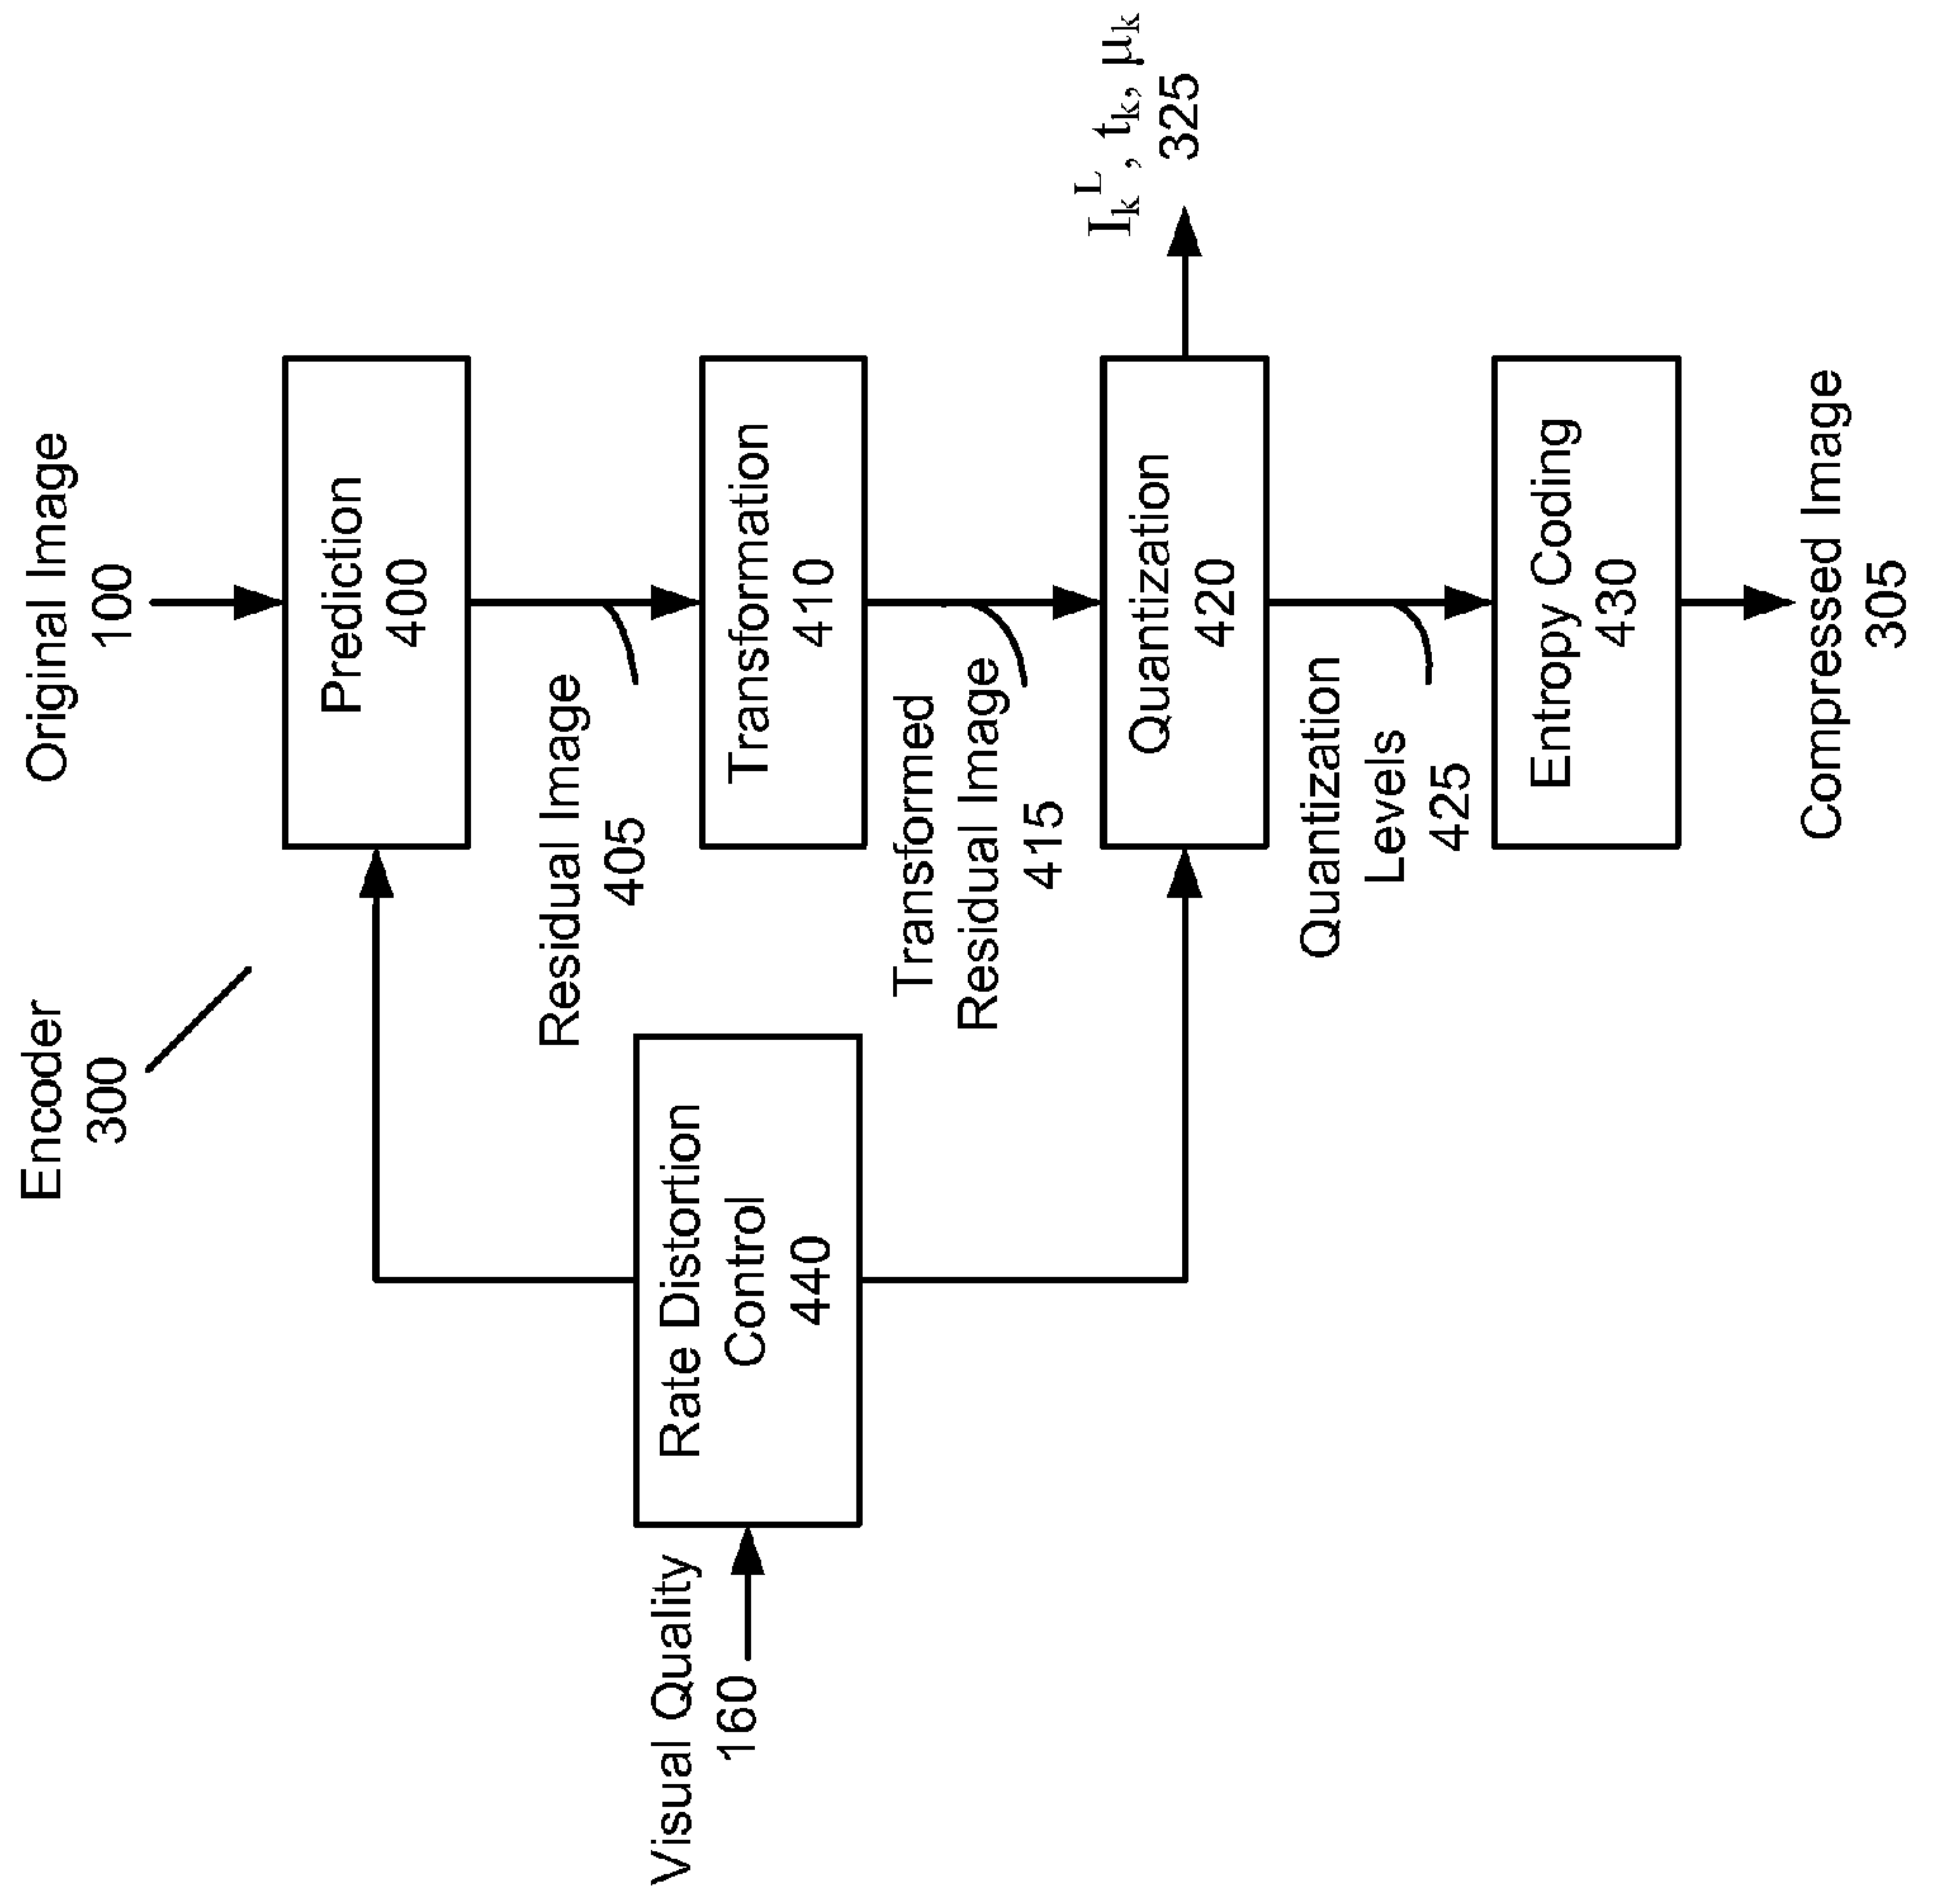 Encoder
300
Original Image
100
Prediction
400
Residual Image
405
Visual Quality
160
Rate Distortion
Control
440
Transformation
410
Transformed
Residual Image
415
Quantization
420
I_k^L, t_k, μ_k
325
Quantization
Levels
425
Entropy Coding
430
Compressed Image
305